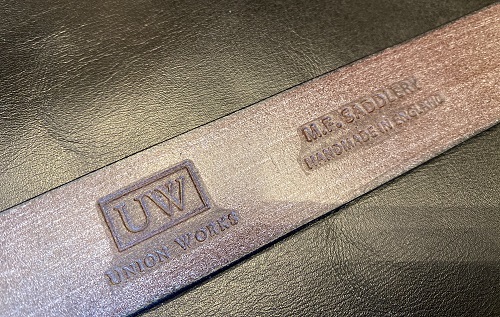 UW
UNION WORKS
M.F. SADDLERY
HANDMADE IN ENGLAND